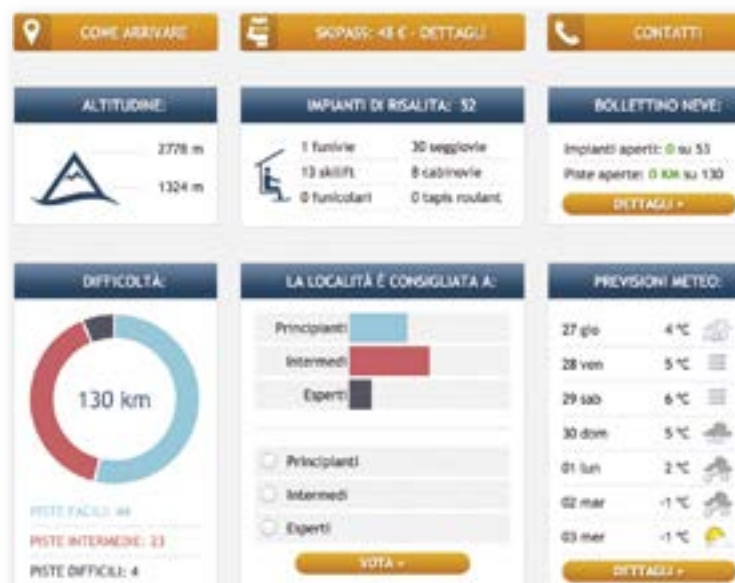 COME ARRIVARE
SKIPASS: 48 € - DETTAGLI
CONTATTI
ALTITUDINE:
2778 m
1324 m
IMPIANTI DI RISALITA: 52
1 funivie
30 seggiovie
13 skilift
8 cabinovie
0 funicolari
0 tapis roulant
BOLLETTINO NEVE:
Impianti aperti: 0 su 53
Piste aperte: 0 KM su 130
DETTAGLI »
DIFFICOLTÀ:
130 km
PISTE FACILI: 44
PISTE INTERMEDIE: 23
PISTE DIFFICILI: 4
LA LOCALITÀ È CONSIGLIATA A:
Principianti
Intermedi
Esperti
Principianti
Intermedi
Esperti
VOTA »
PREVISIONI METEO:
27 gio 4 °C
28 ven 5 °C
29 sab 6 °C
30 dom 5 °C
01 lun 2 °C
02 mar -1 °C
03 mer -1 °C
DETTAGLI »